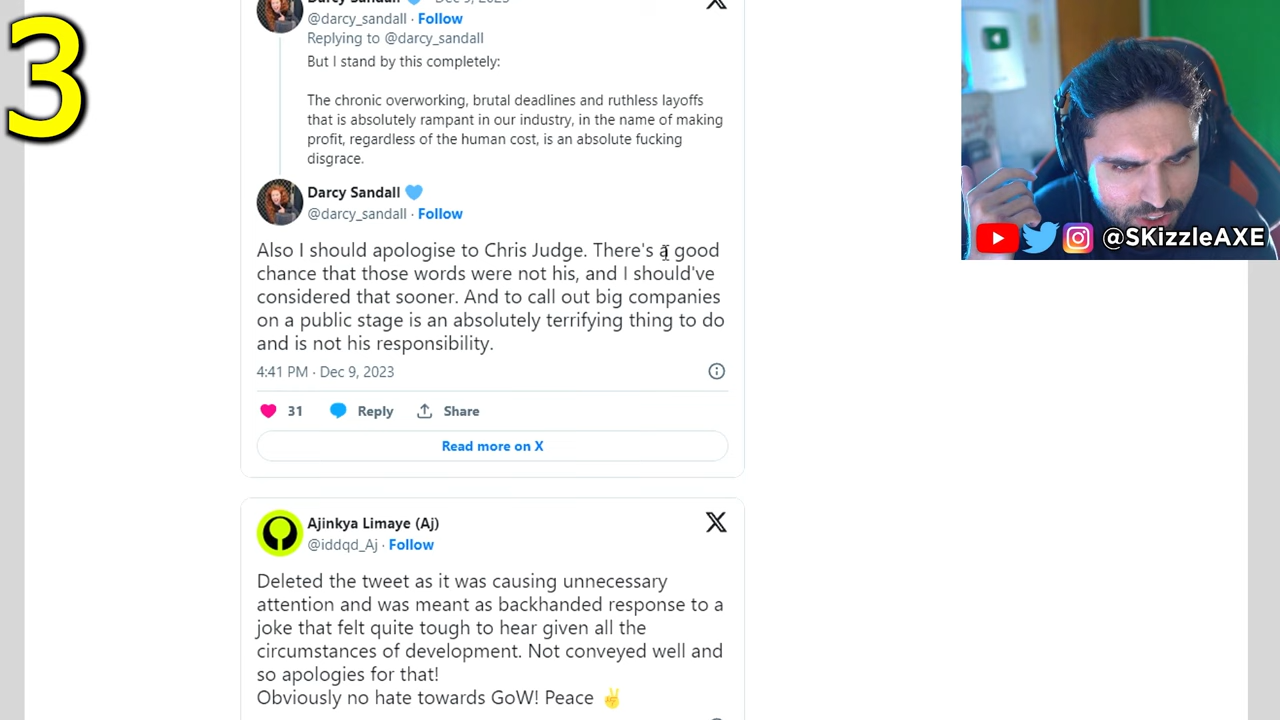 3
Darcy Sandall Dec 9, 2023
@darcy_sandall · Follow
Replying to @darcy_sandall
But I stand by this completely:
The chronic overworking, brutal deadlines and ruthless layoffs
that is absolutely rampant in our industry, in the name of making
profit, regardless of the human cost, is an absolute fucking
disgrace.
Darcy Sandall 💙
@darcy_sandall · Follow
Also I should apologise to Chris Judge. There's a good
chance that those words were not his, and I should've
considered that sooner. And to call out big companies
on a public stage is an absolutely terrifying thing to do
and is not his responsibility.
4:41 PM · Dec 9, 2023
31 Reply Share
Read more on X
Ajinkya Limaye (Aj)
@iddqd_Aj · Follow
Deleted the tweet as it was causing unnecessary
attention and was meant as backhanded response to a
joke that felt quite tough to hear given all the
circumstances of development. Not conveyed well and
so apologies for that!
Obviously no hate towards GoW! Peace ✌️
@SKizzleAXE